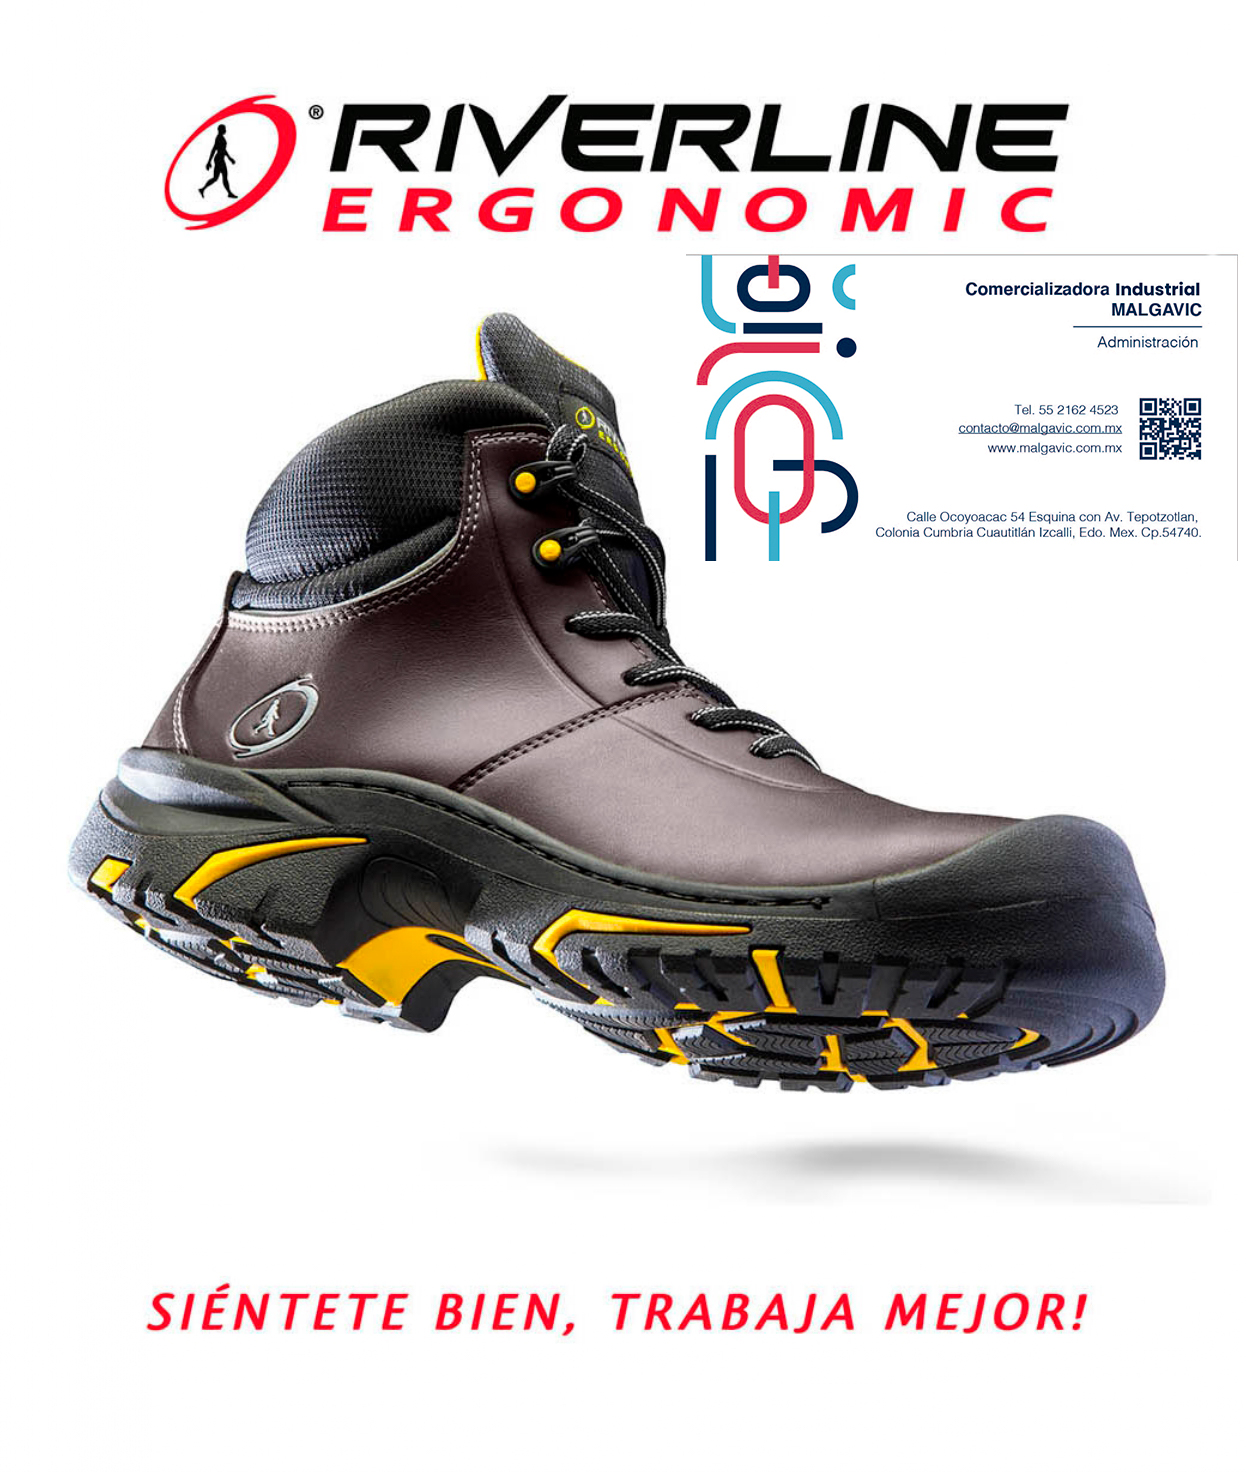 ® RIVERLINE
ERGONOMIC
Comercializadora Industrial
MALGAVIC
Administración
Tel. 55 2162 4523
contacto@malgavic.com.mx
www.malgavic.com.mx
Calle Ocoyoacac 54 Esquina con Av. Tepotzotlan,
Colonia Cumbria Cuautitlán Izcalli, Edo. Mex. Cp.54740.
SIÉNTETE BIEN, TRABAJA MEJOR!